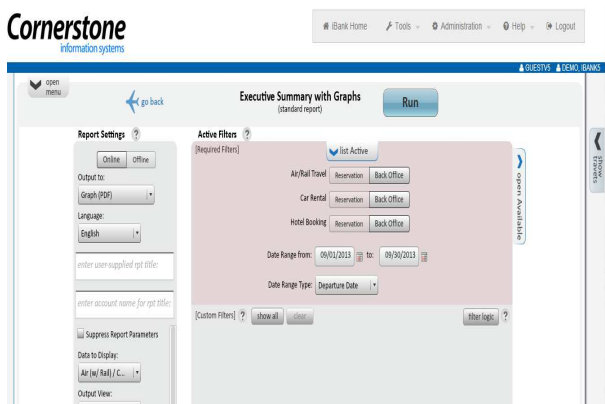 Cornerstone
information systems
iBank Home Tools Administration Help Logout
GUESTV5 DEMO, IBANK5
open
menu
go back
Executive Summary with Graphs
(standard report)
Run
show
travets
Report Settings ?
Online Offline
Output to:
Graph (PDF)
Language:
English
enter user-supplied rpt title:
enter account name for rpt title:
Suppress Report Parameters
Data to Display:
Air (w/ Rail) / C...
Output View:
Active Filters ?
[Required Filters]
list Active
Air/Rail Travel Reservation Back Office
Car Rental Reservation Back Office
Hotel Booking Reservation Back Office
Date Range from: 09/01/2013 to: 09/30/2013
Date Range Type: Departure Date
[Custom Filters] ? show all clear filter logic ?
open Available